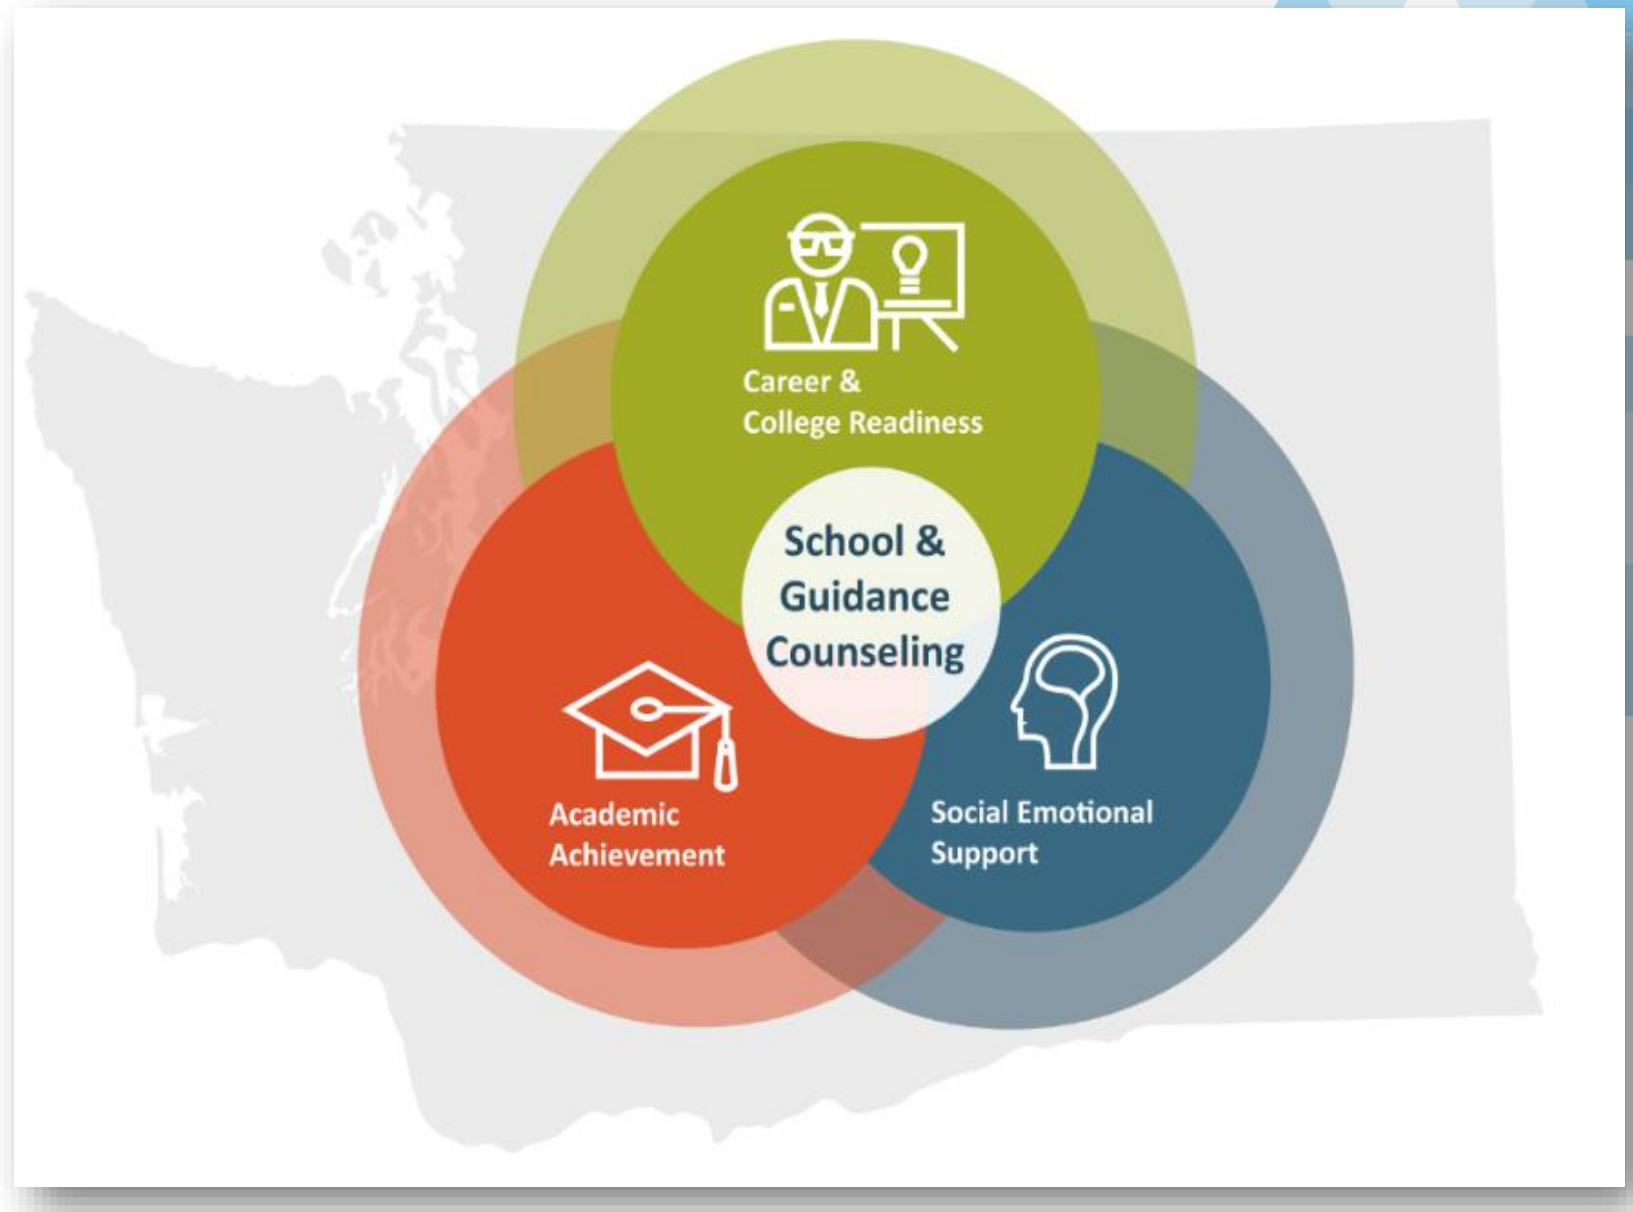 Career &
College Readiness
School &
Guidance
Counseling
Academic
Achievement
Social Emotional
Support